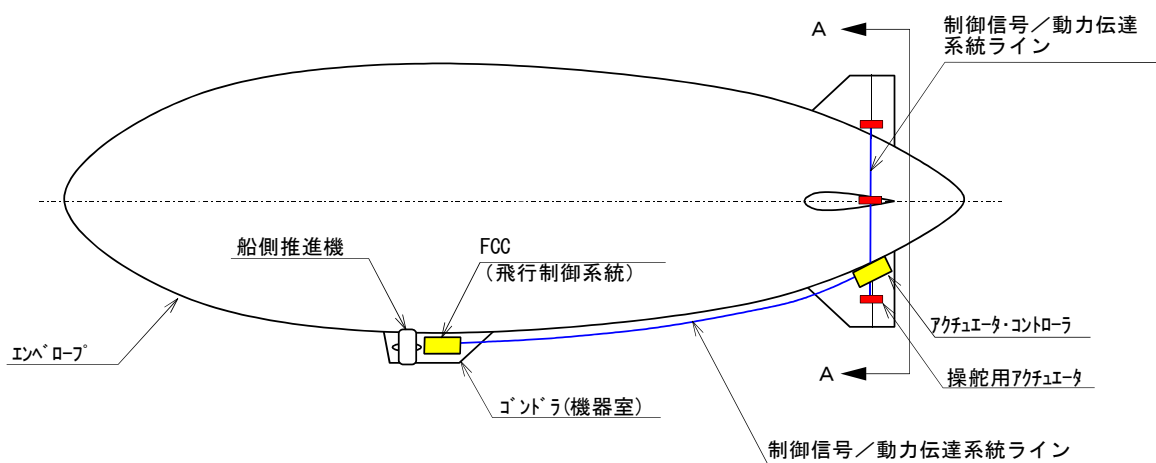 A
制御信号／動力伝達
系統ライン
船側推進機
FCC
（飛行制御系統）
ｴﾝﾍﾞﾛｰﾌﾟ
ｱｸﾁｭｴｰﾀ･ｺﾝﾄﾛｰﾗ
A
操舵用ｱｸﾁｭｴｰﾀ
ｺﾞﾝﾄﾞﾗ(機器室)
制御信号／動力伝達系統ライン